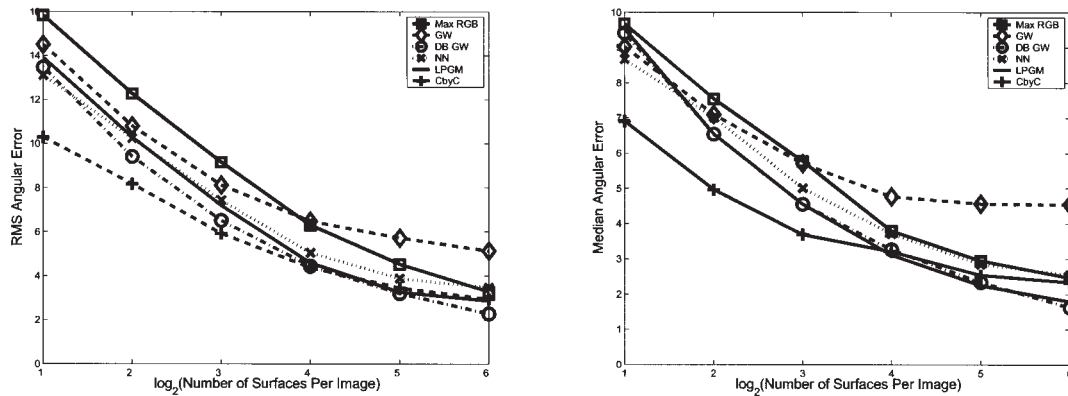 16
14
12
10
8
6
4
2
0
RMS Angular Error
1 2 3 4 5 6
log2(Number of Surfaces Per Image)
Max RGB
GW
DB GW
NN
LPGM
CbyC
10
9
8
7
6
5
4
3
2
1
0
Median Angular Error
1 2 3 4 5 6
log2(Number of Surfaces Per Image)
Max RGB
GW
DB GW
NN
LPGM
CbyC